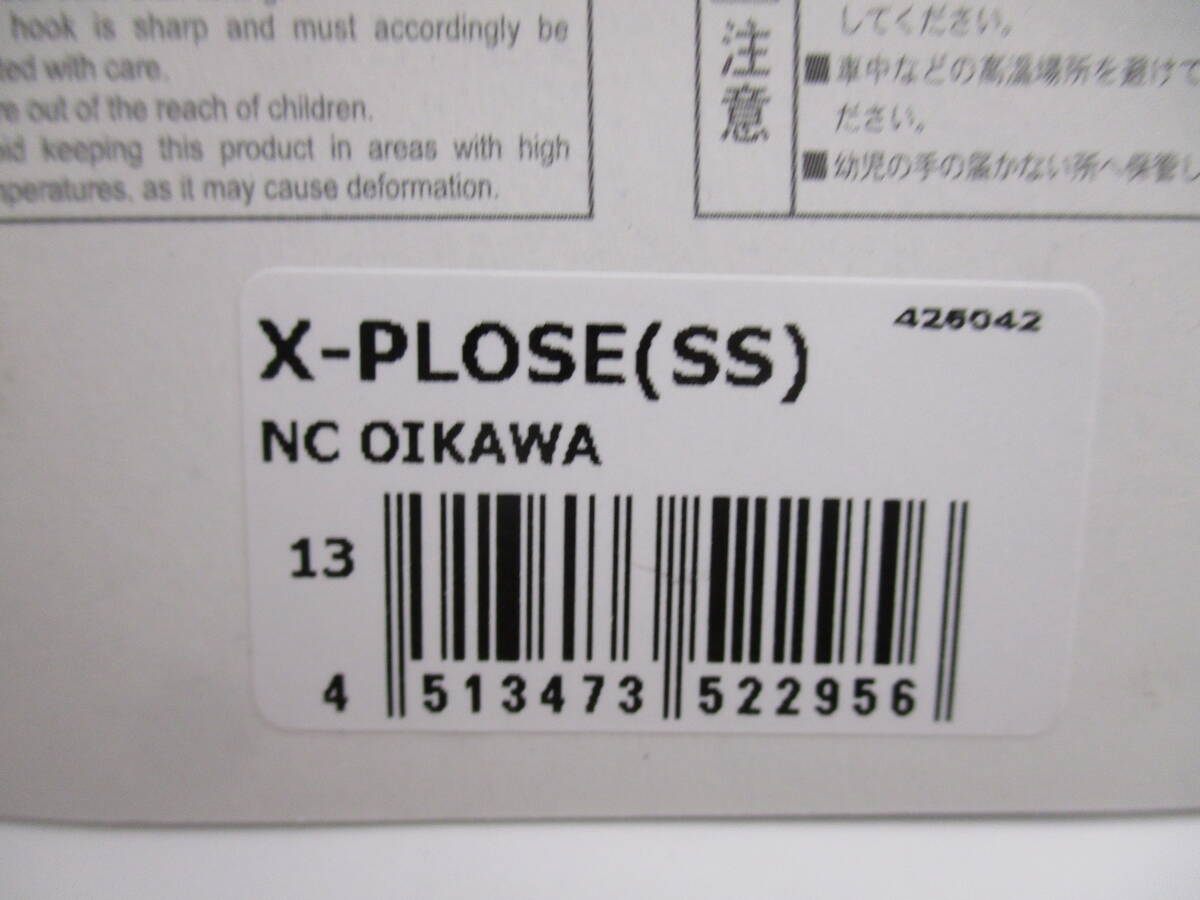 hook is sharp and must accordingly be
with care.
out of the reach of children.
keeping this product in areas with high
as it may cause deformation.
注意
してください。
■車中などの高温場所を避けて
ださい。
■幼児の手の届かない所へ保管し
X-PLOSE(SS)
426042
NC OIKAWA
13
4 513473 522956